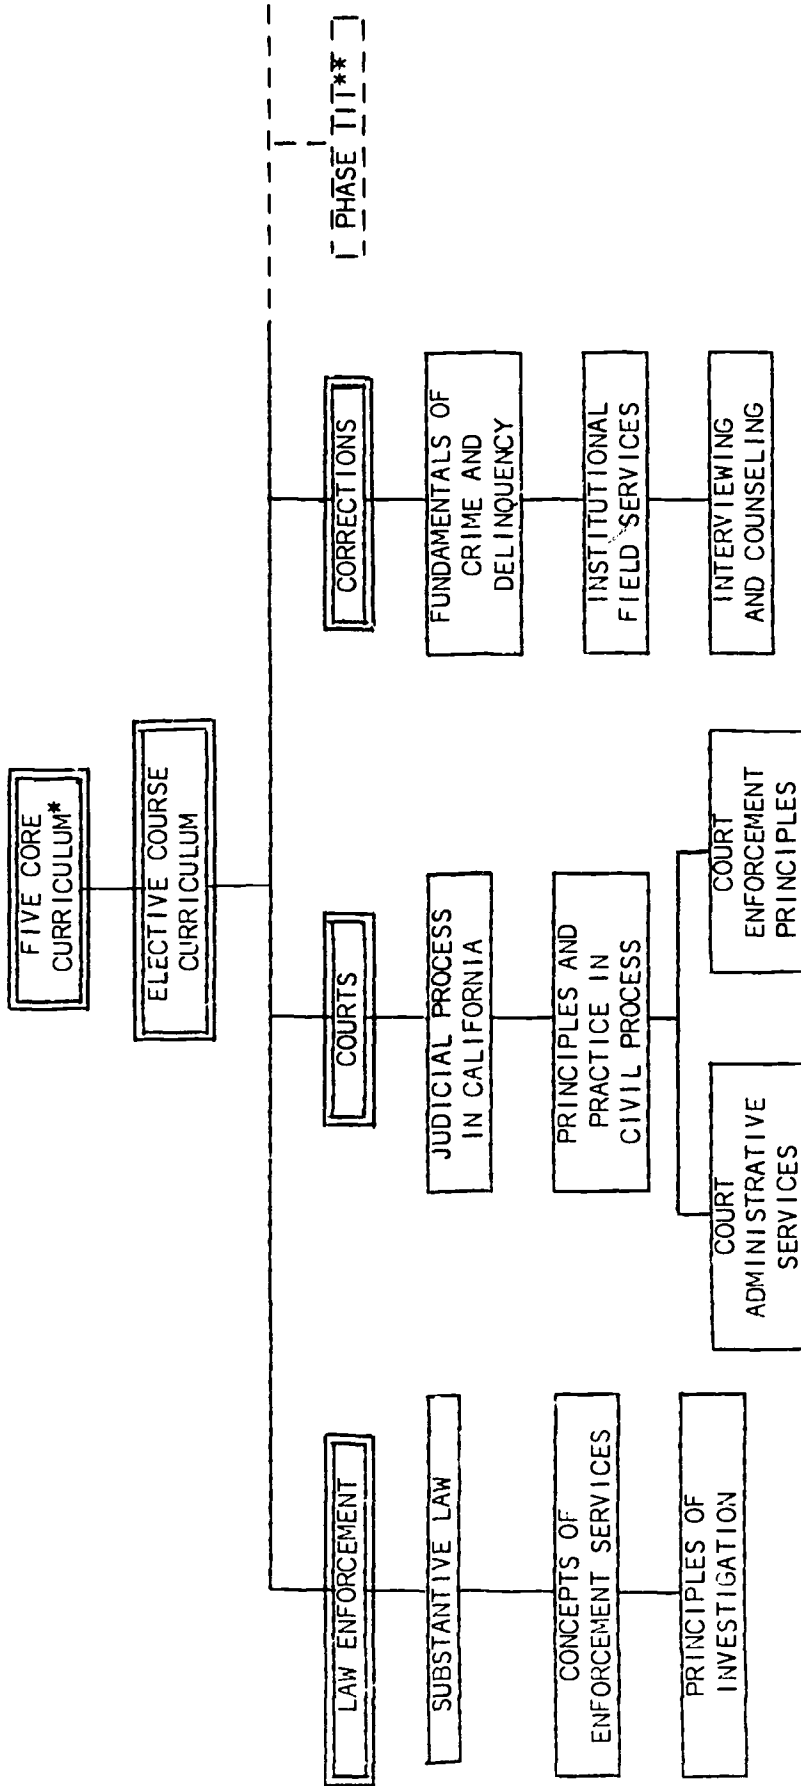 FIVE CORE
CURRICULUM*
ELECTIVE COURSE
CURRICULUM
LAW ENFORCEMENT
SUBSTANTIVE LAW
CONCEPTS OF
ENFORCEMENT SERVICES
PRINCIPLES OF
INVESTIGATION
COURTS
JUDICIAL PROCESS
IN CALIFORNIA
PRINCIPLES AND
PRACTICE IN
CIVIL PROCESS
COURT
ADMINISTRATIVE
SERVICES
COURT
ENFORCEMENT
PRINCIPLES
CORRECTIONS
FUNDAMENTALS OF
CRIME AND
DELINQUENCY
INSTITUTIONAL
FIELD SERVICES
INTERVIEWING
AND COUNSELING
PHASE III**